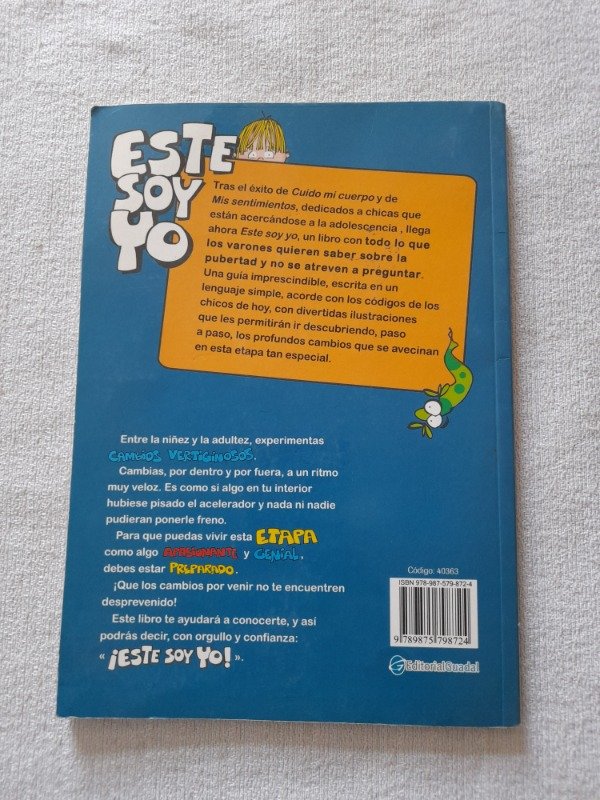 ESTE
SOY
YO
Tras el éxito de Cuido mi cuerpo y de
Mis sentimientos, dedicados a chicas que
están acercándose a la adolescencia , llega
ahora Este soy yo, un libro con todo lo que
los varones quieren saber sobre la
pubertad y no se atreven a preguntar.
Una guía imprescindible, escrita en un
lenguaje simple, acorde con los códigos de los
chicos de hoy, con divertidas ilustraciones
que les permitirán ir descubriendo, paso
a paso, los profundos cambios que se avecinan
en esta etapa tan especial.
Entre la niñez y la adultez, experimentas
CAMBIOS VERTIGINOSOS.
Cambias, por dentro y por fuera, a un ritmo
muy veloz. Es como si algo en tu interior
hubiese pisado el acelerador y nada ni nadie
pudieran ponerle freno.
Para que puedas vivir esta ETAPA
como algo APASIONANTE y GENIAL,
debes estar PREPARADO.
¡Que los cambios por venir no te encuentren
desprevenido!
Este libro te ayudará a conocerte, y así
podrás decir, con orgullo y confianza:
« ¡ESTE SOY YO! ».
Código: 40363
ISBN 978-987-579-872-4
9 789875 798724
EditorialGuadal